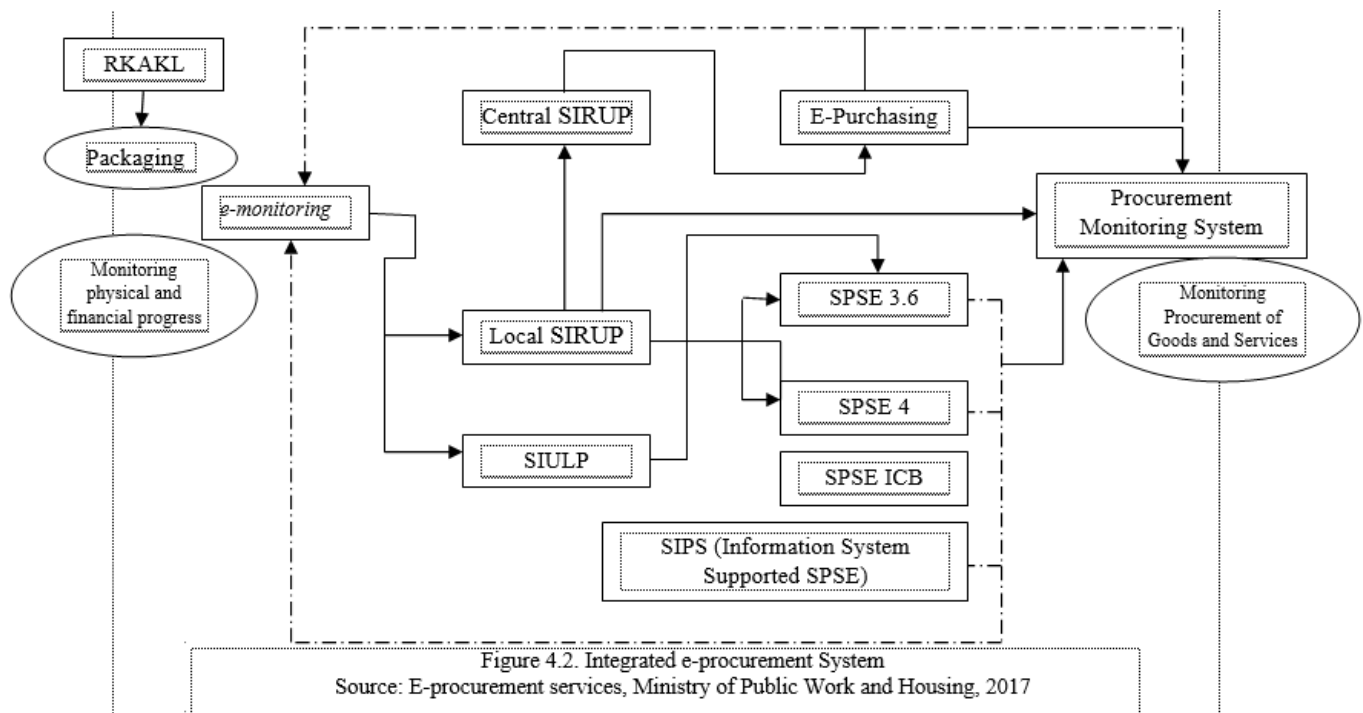 RKAKL
Packaging
e-monitoring
Monitoring
physical and
financial progress
Central SIRUP
E-Purchasing
Procurement
Monitoring System
Monitoring
Procurement of
Goods and Services
Local SIRUP
SPSE 3.6
SPSE 4
SIULP
SPSE ICB
SIPS (Information System
Supported SPSE)
Figure 4.2. Integrated e-procurement System
Source: E-procurement services, Ministry of Public Work and Housing, 2017